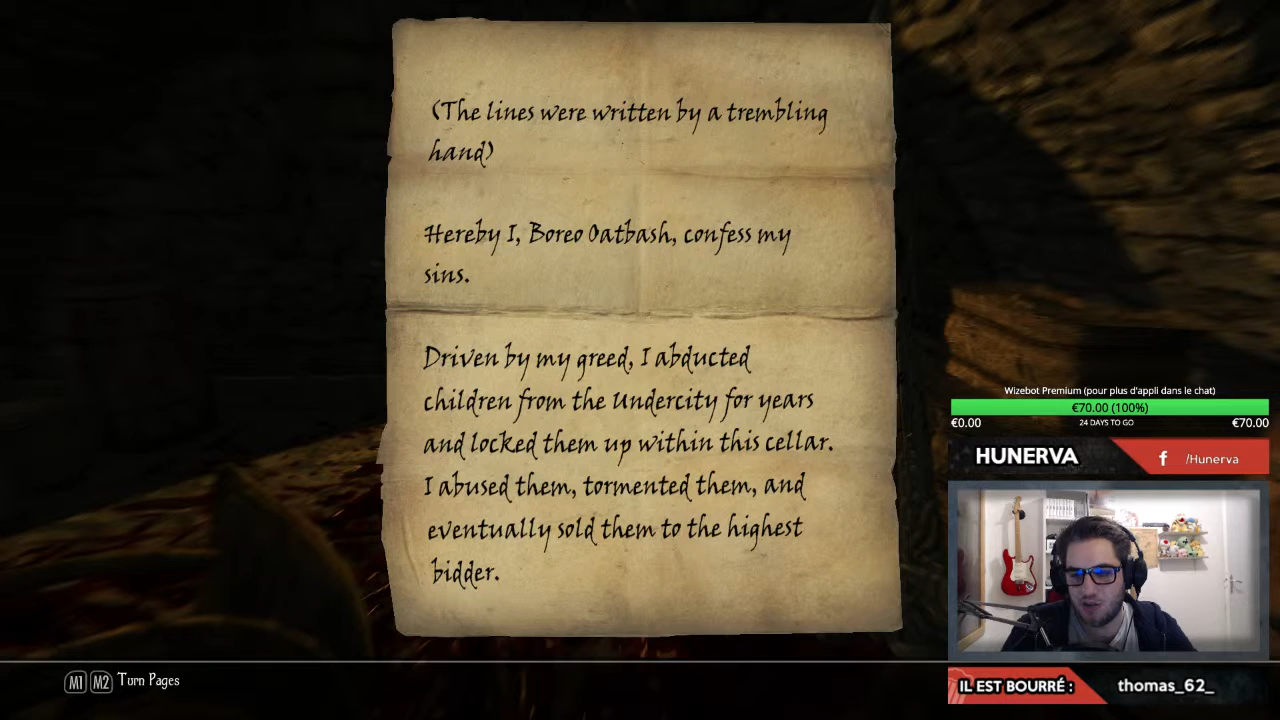 (The lines were written by a trembling
hand)
Hereby I, Boreo Oatbash, confess my
sins.
Driven by my greed, I abducted
children from the Undercity for years
and locked them up within this cellar.
I abused them, tormented them, and
eventually sold them to the highest
bidder.
M1 M2 Turn Pages
Wizebot Premium (pour plus d'appli dans le chat)
€70.00 (100%)
€0.00 24 DAYS TO GO €70.00
HUNERVA f /Hunerva
IL EST BOURRÉ : thomas_62_